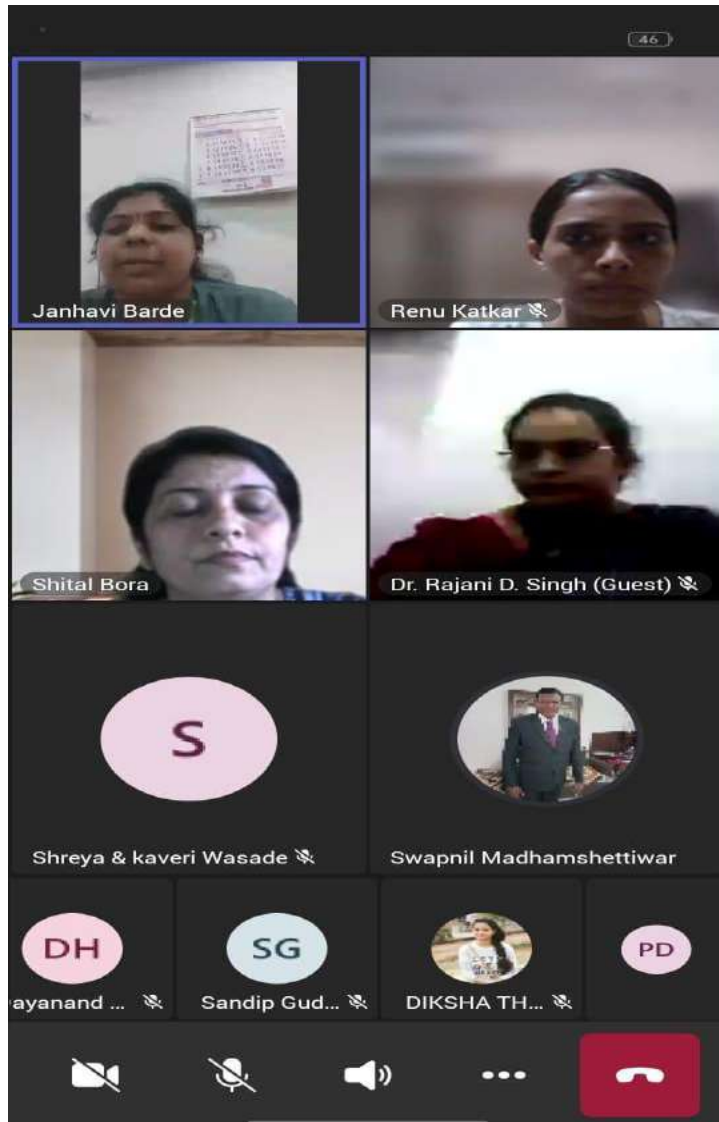 46
Janhavi Barde
Renu Katkar
Shital Bora
Dr. Rajani D. Singh (Guest)
S
Shreya & kaveri Wasade
Swapnil Madhamshettiwar
DH
SG
PD
ayanand ...
Sandip Gud...
DIKSHA TH...